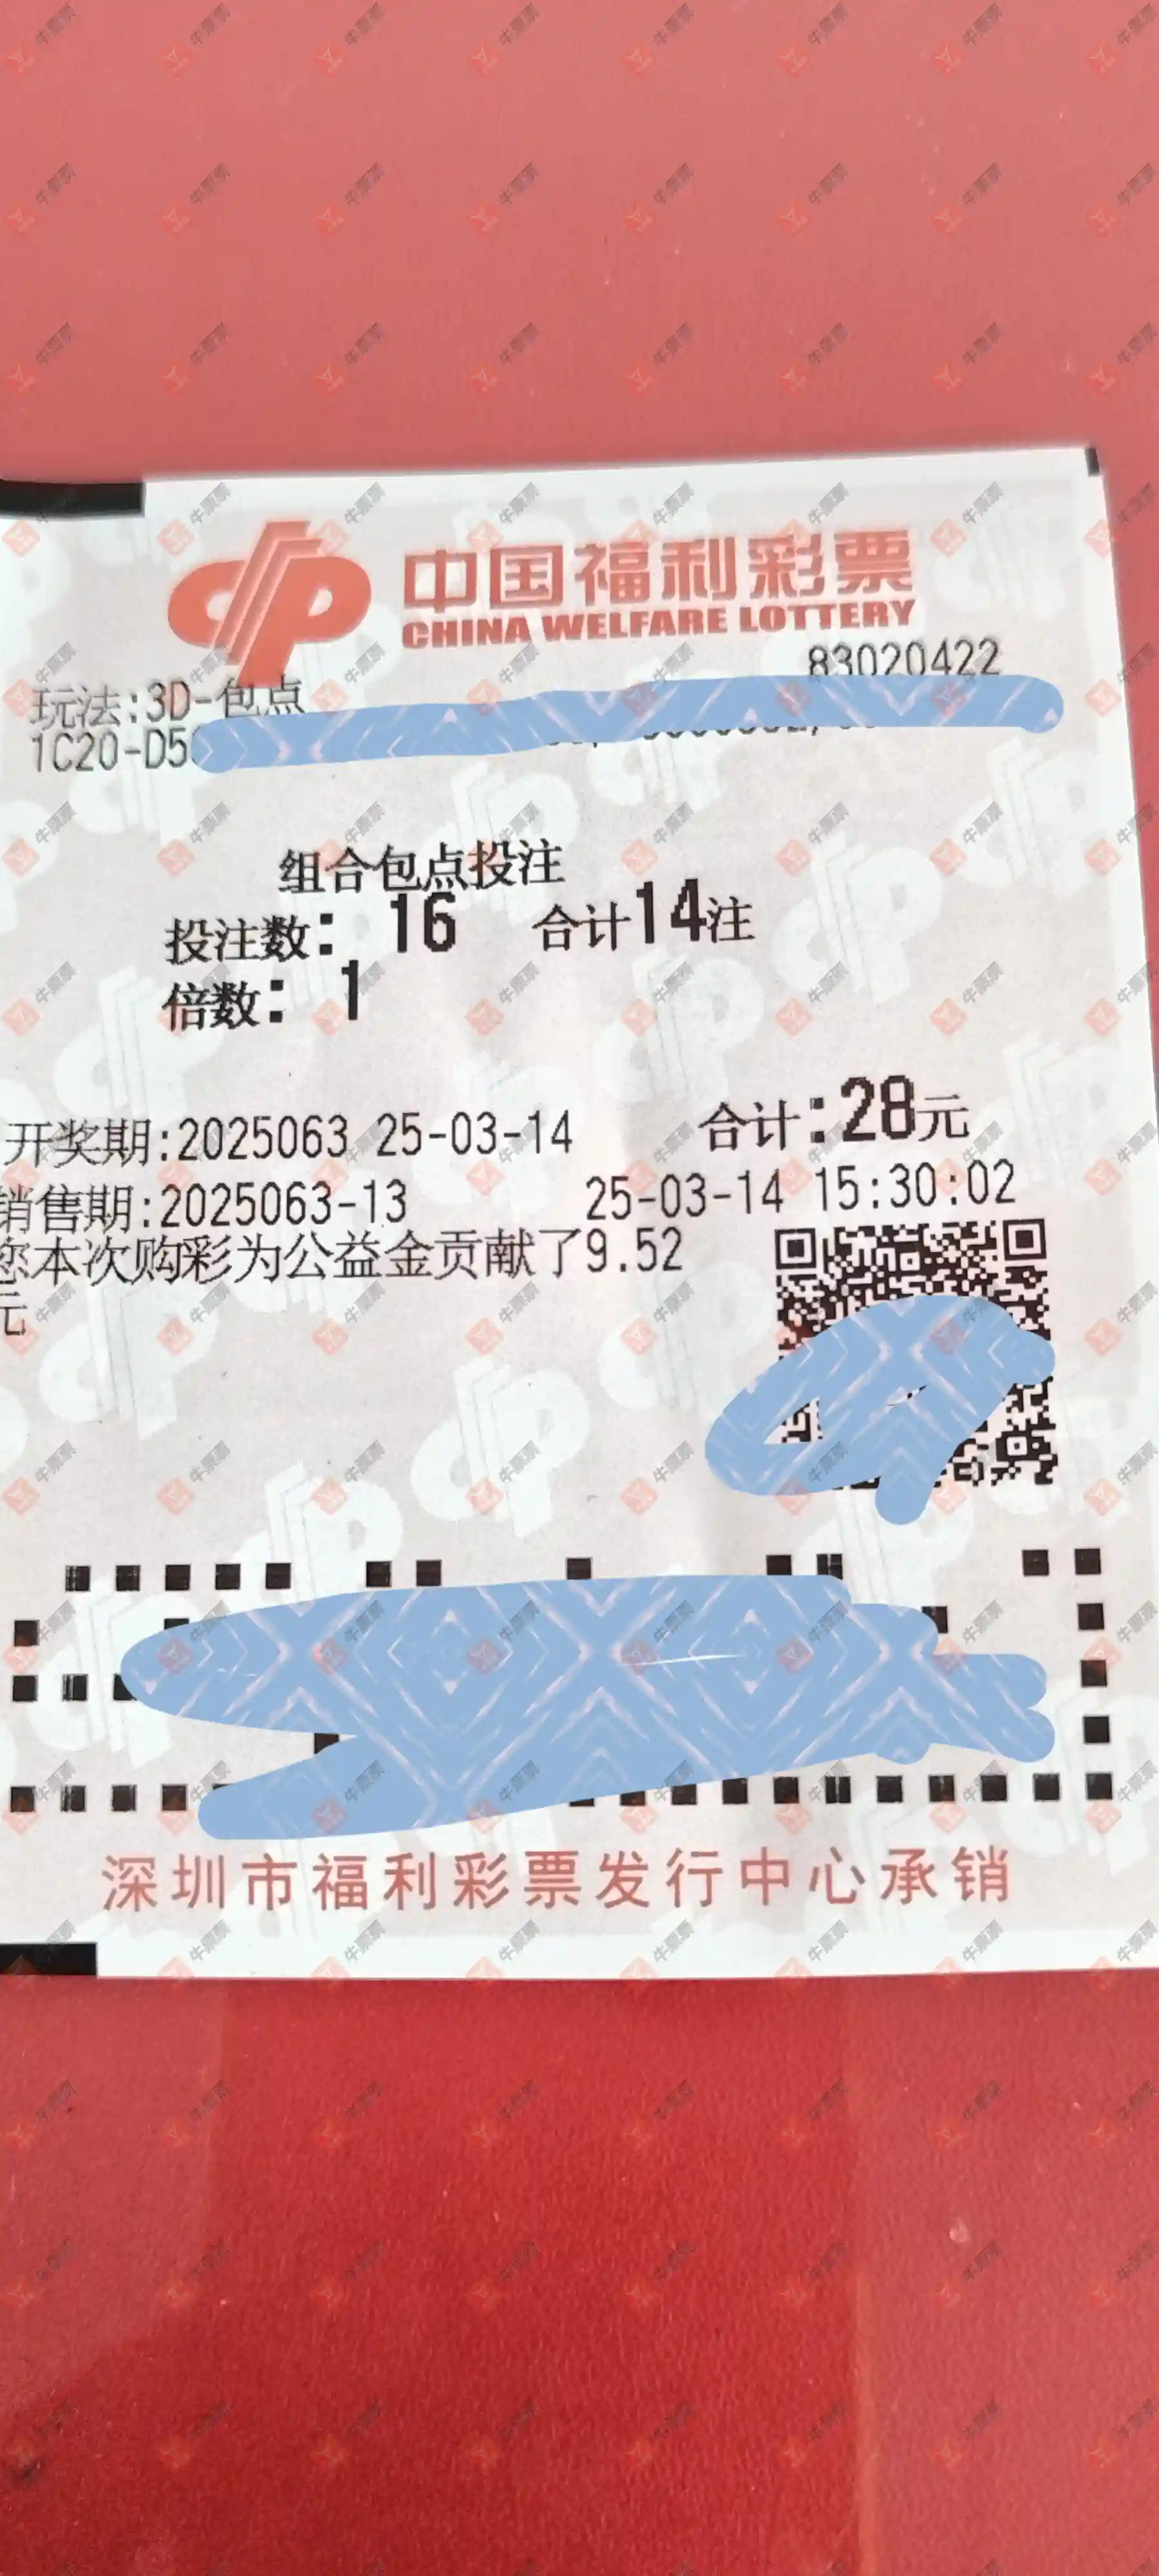 中国福利彩票
CHINA WELFARE LOTTERY
83020422
玩法:3D-包点
1C20-D5
组合包点投注
投注数: 16 合计14注
倍数: 1
开奖期:2025063 25-03-14 合计:28元
销售期:2025063-13 25-03-14 15:30:02
您本次购彩为公益金贡献了9.52
元
深圳市福利彩票发行中心承销